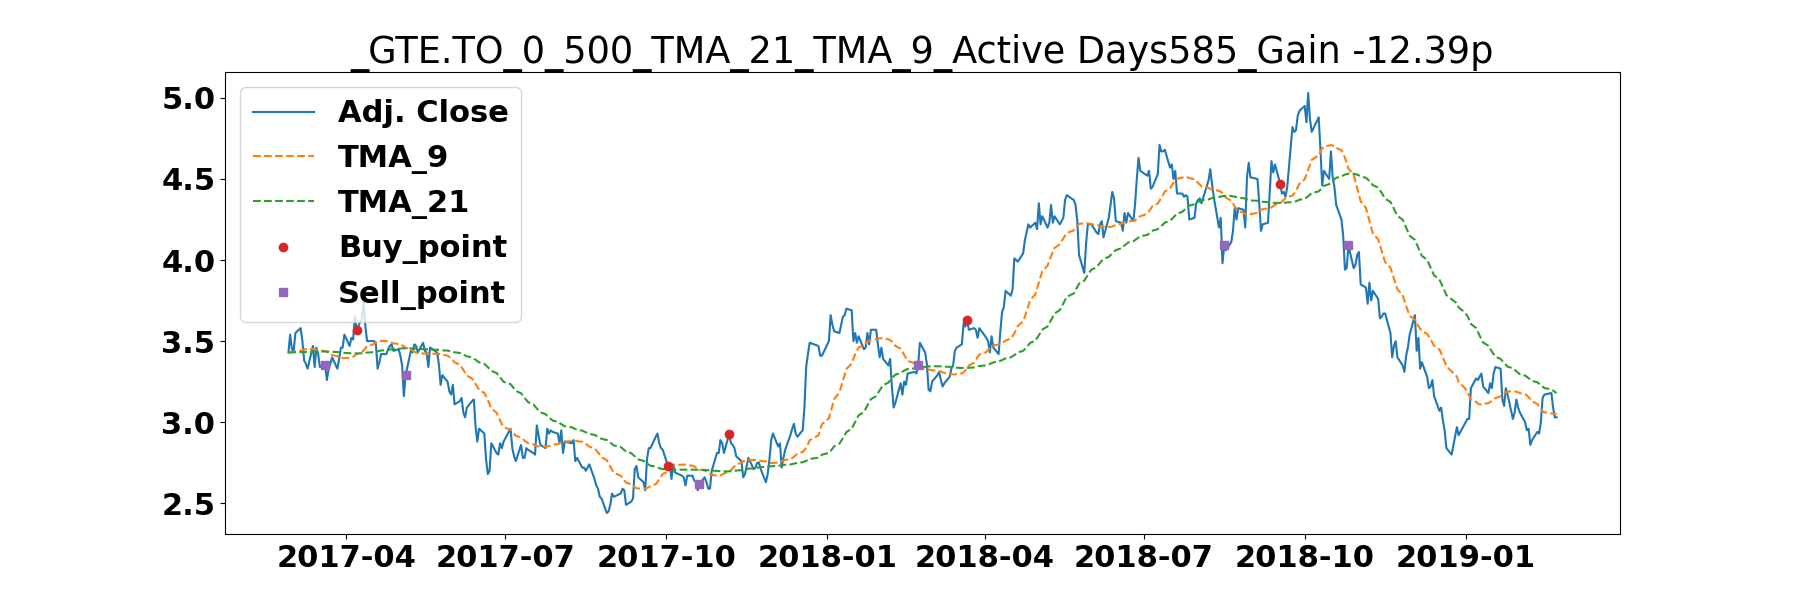 _GTE.TO_0_500_TMA_21_TMA_9_Active Days585_Gain -12.39p
5.0
4.5
4.0
3.5
3.0
2.5
Adj. Close
TMA_9
TMA_21
Buy_point
Sell_point
2017-04 2017-07 2017-10 2018-01 2018-04 2018-07 2018-10 2019-01